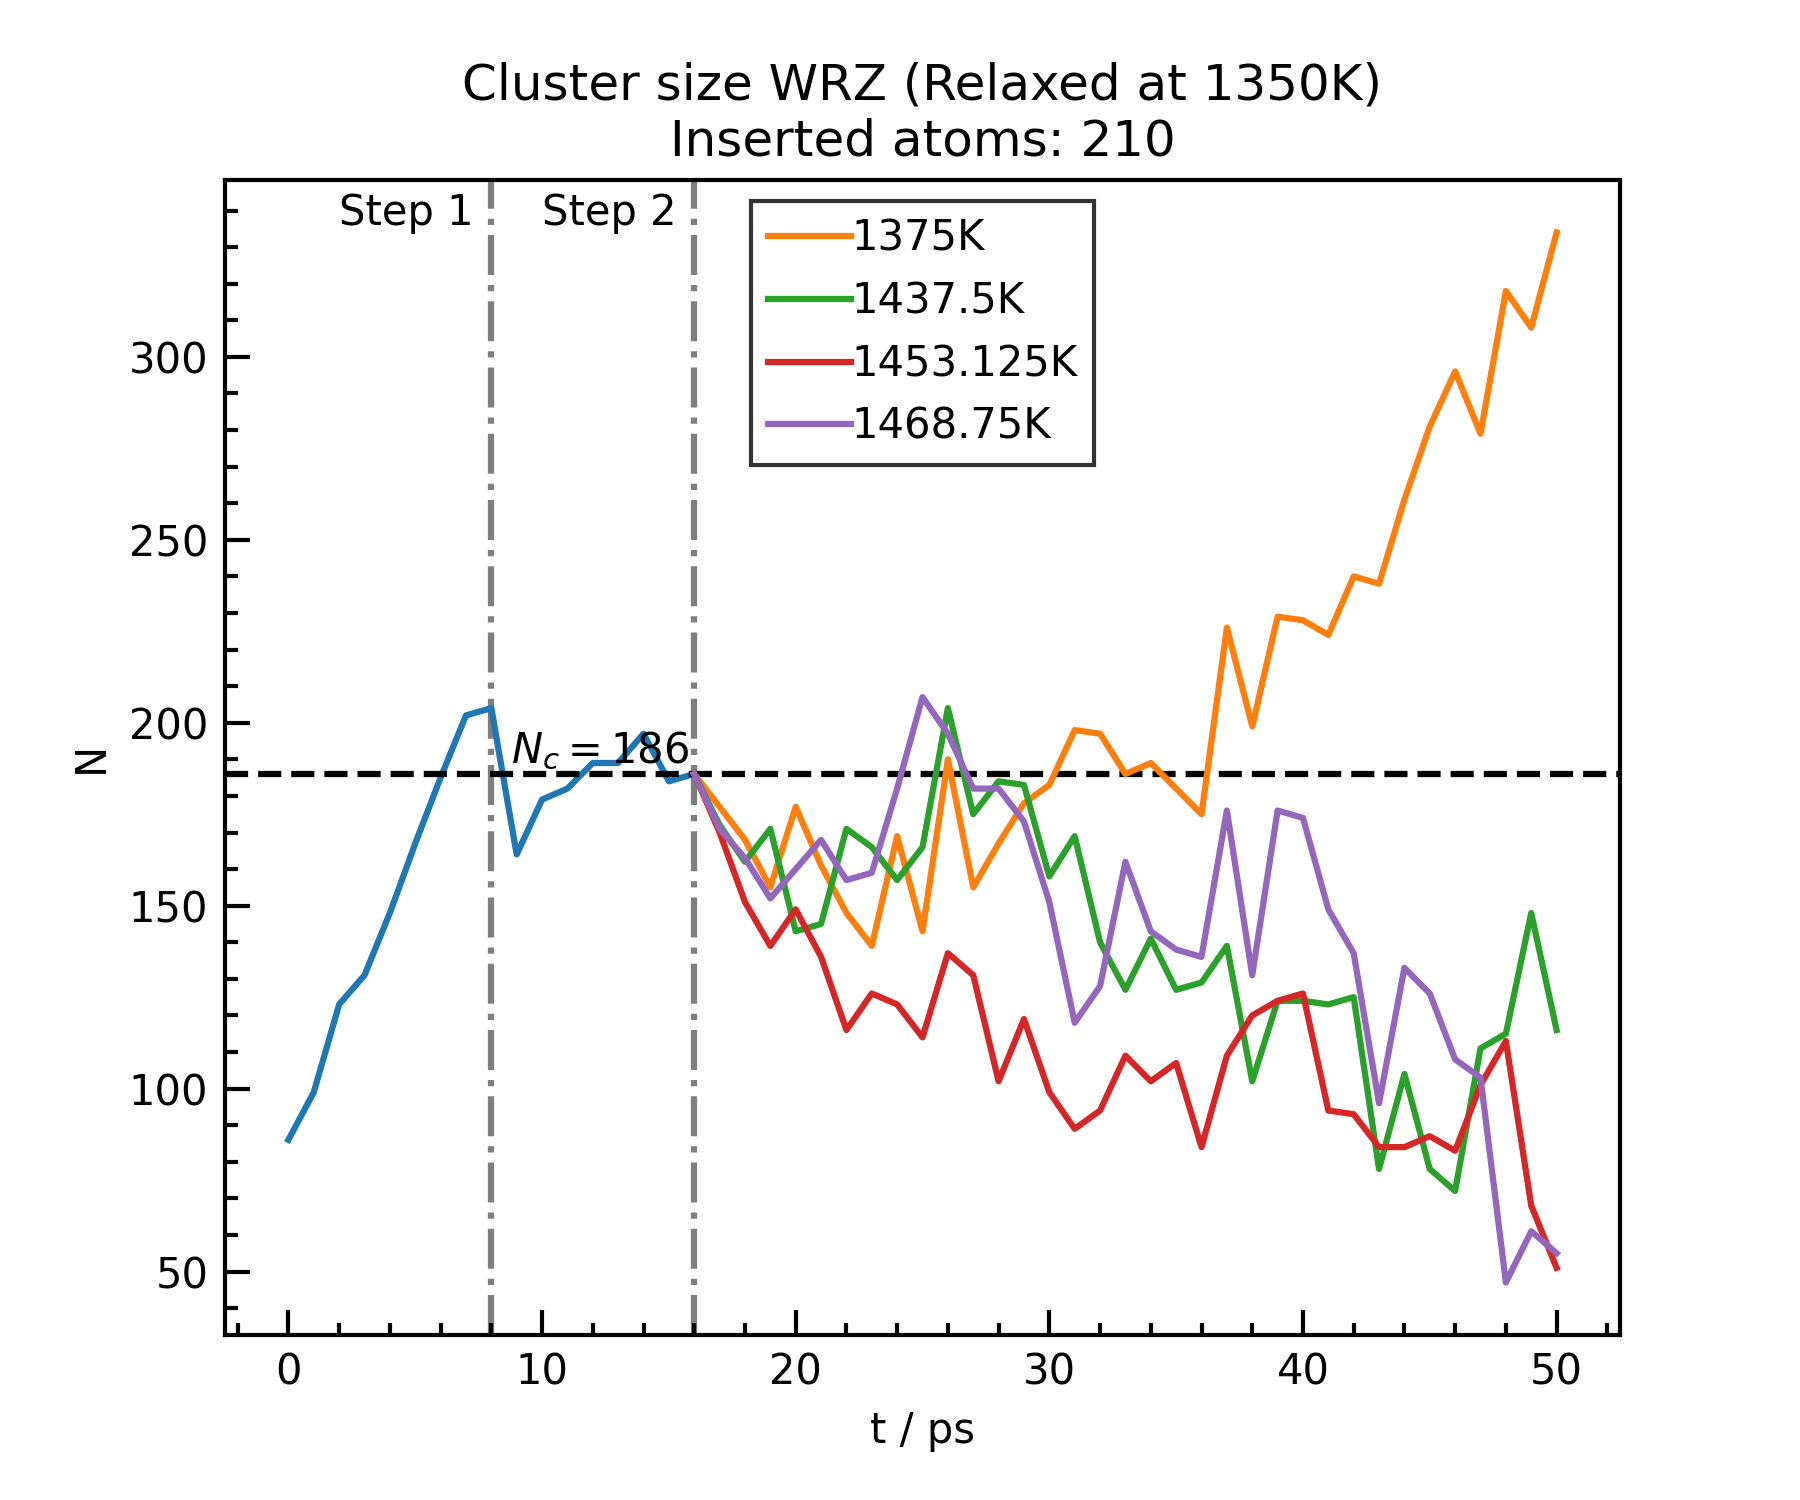 Cluster size WRZ (Relaxed at 1350K)
Inserted atoms: 210
Step 1
Step 2
1375K
1437.5K
1453.125K
1468.75K
300
250
200
150
100
50
N
N_c = 186
0
10
20
30
40
50
t / ps